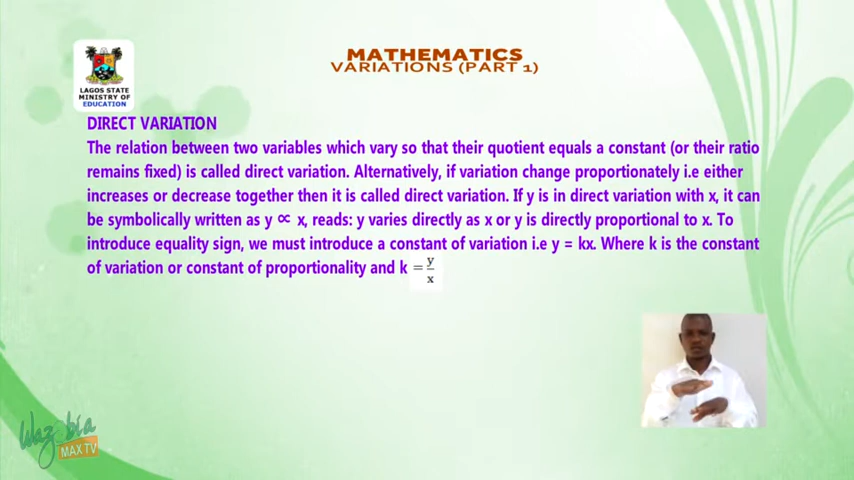 MATHEMATICS
VARIATIONS (PART 1)
LAGOS STATE
MINISTRY OF
EDUCATION
DIRECT VARIATION
The relation between two variables which vary so that their quotient equals a constant (or their ratio
remains fixed) is called direct variation. Alternatively, if variation change proportionately i.e either
increases or decrease together then it is called direct variation. If y is in direct variation with x, it can
be symbolically written as y ∝ x, reads: y varies directly as x or y is directly proportional to x. To
introduce equality sign, we must introduce a constant of variation i.e y = kx. Where k is the constant
of variation or constant of proportionality and k = y/x
Wazobia
MAX TV